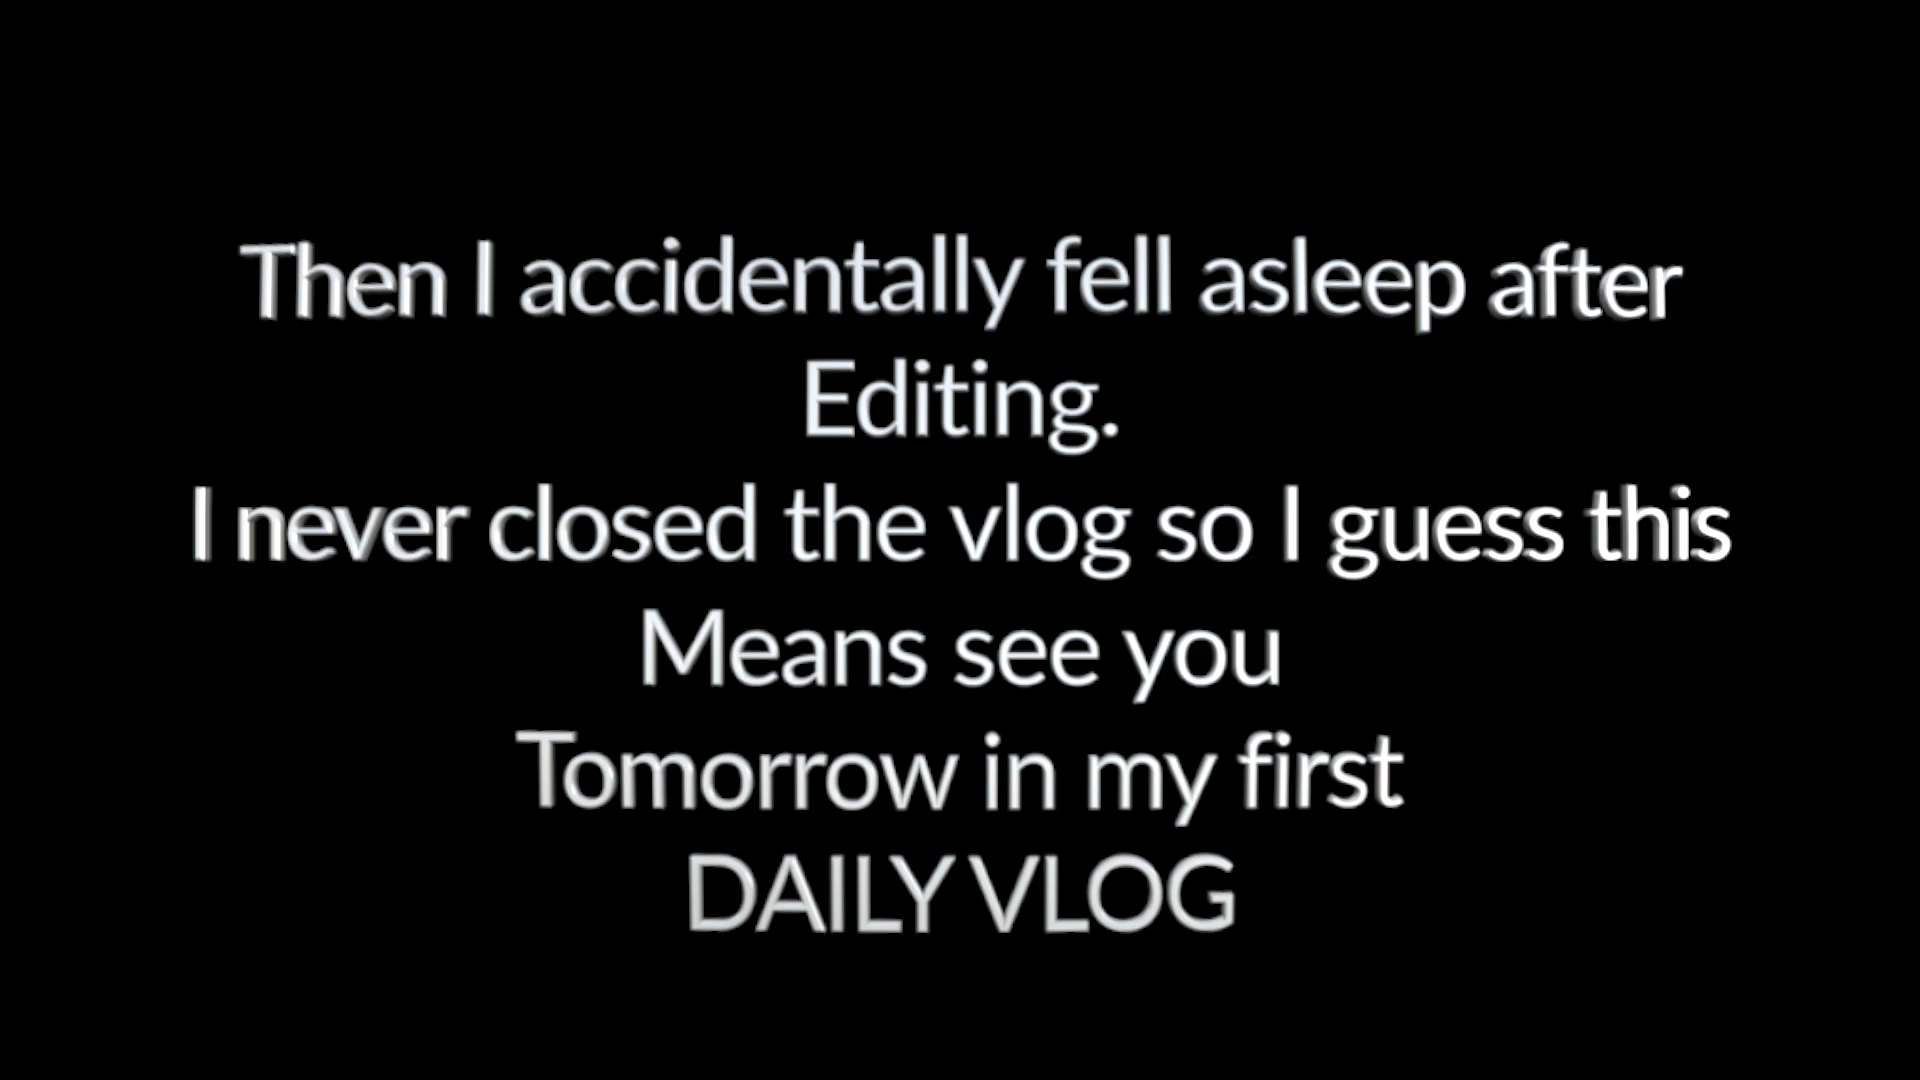 Then I accidentally fell asleep after
Editing.
I never closed the vlog so I guess this
Means see you
Tomorrow in my first
DAILY VLOG